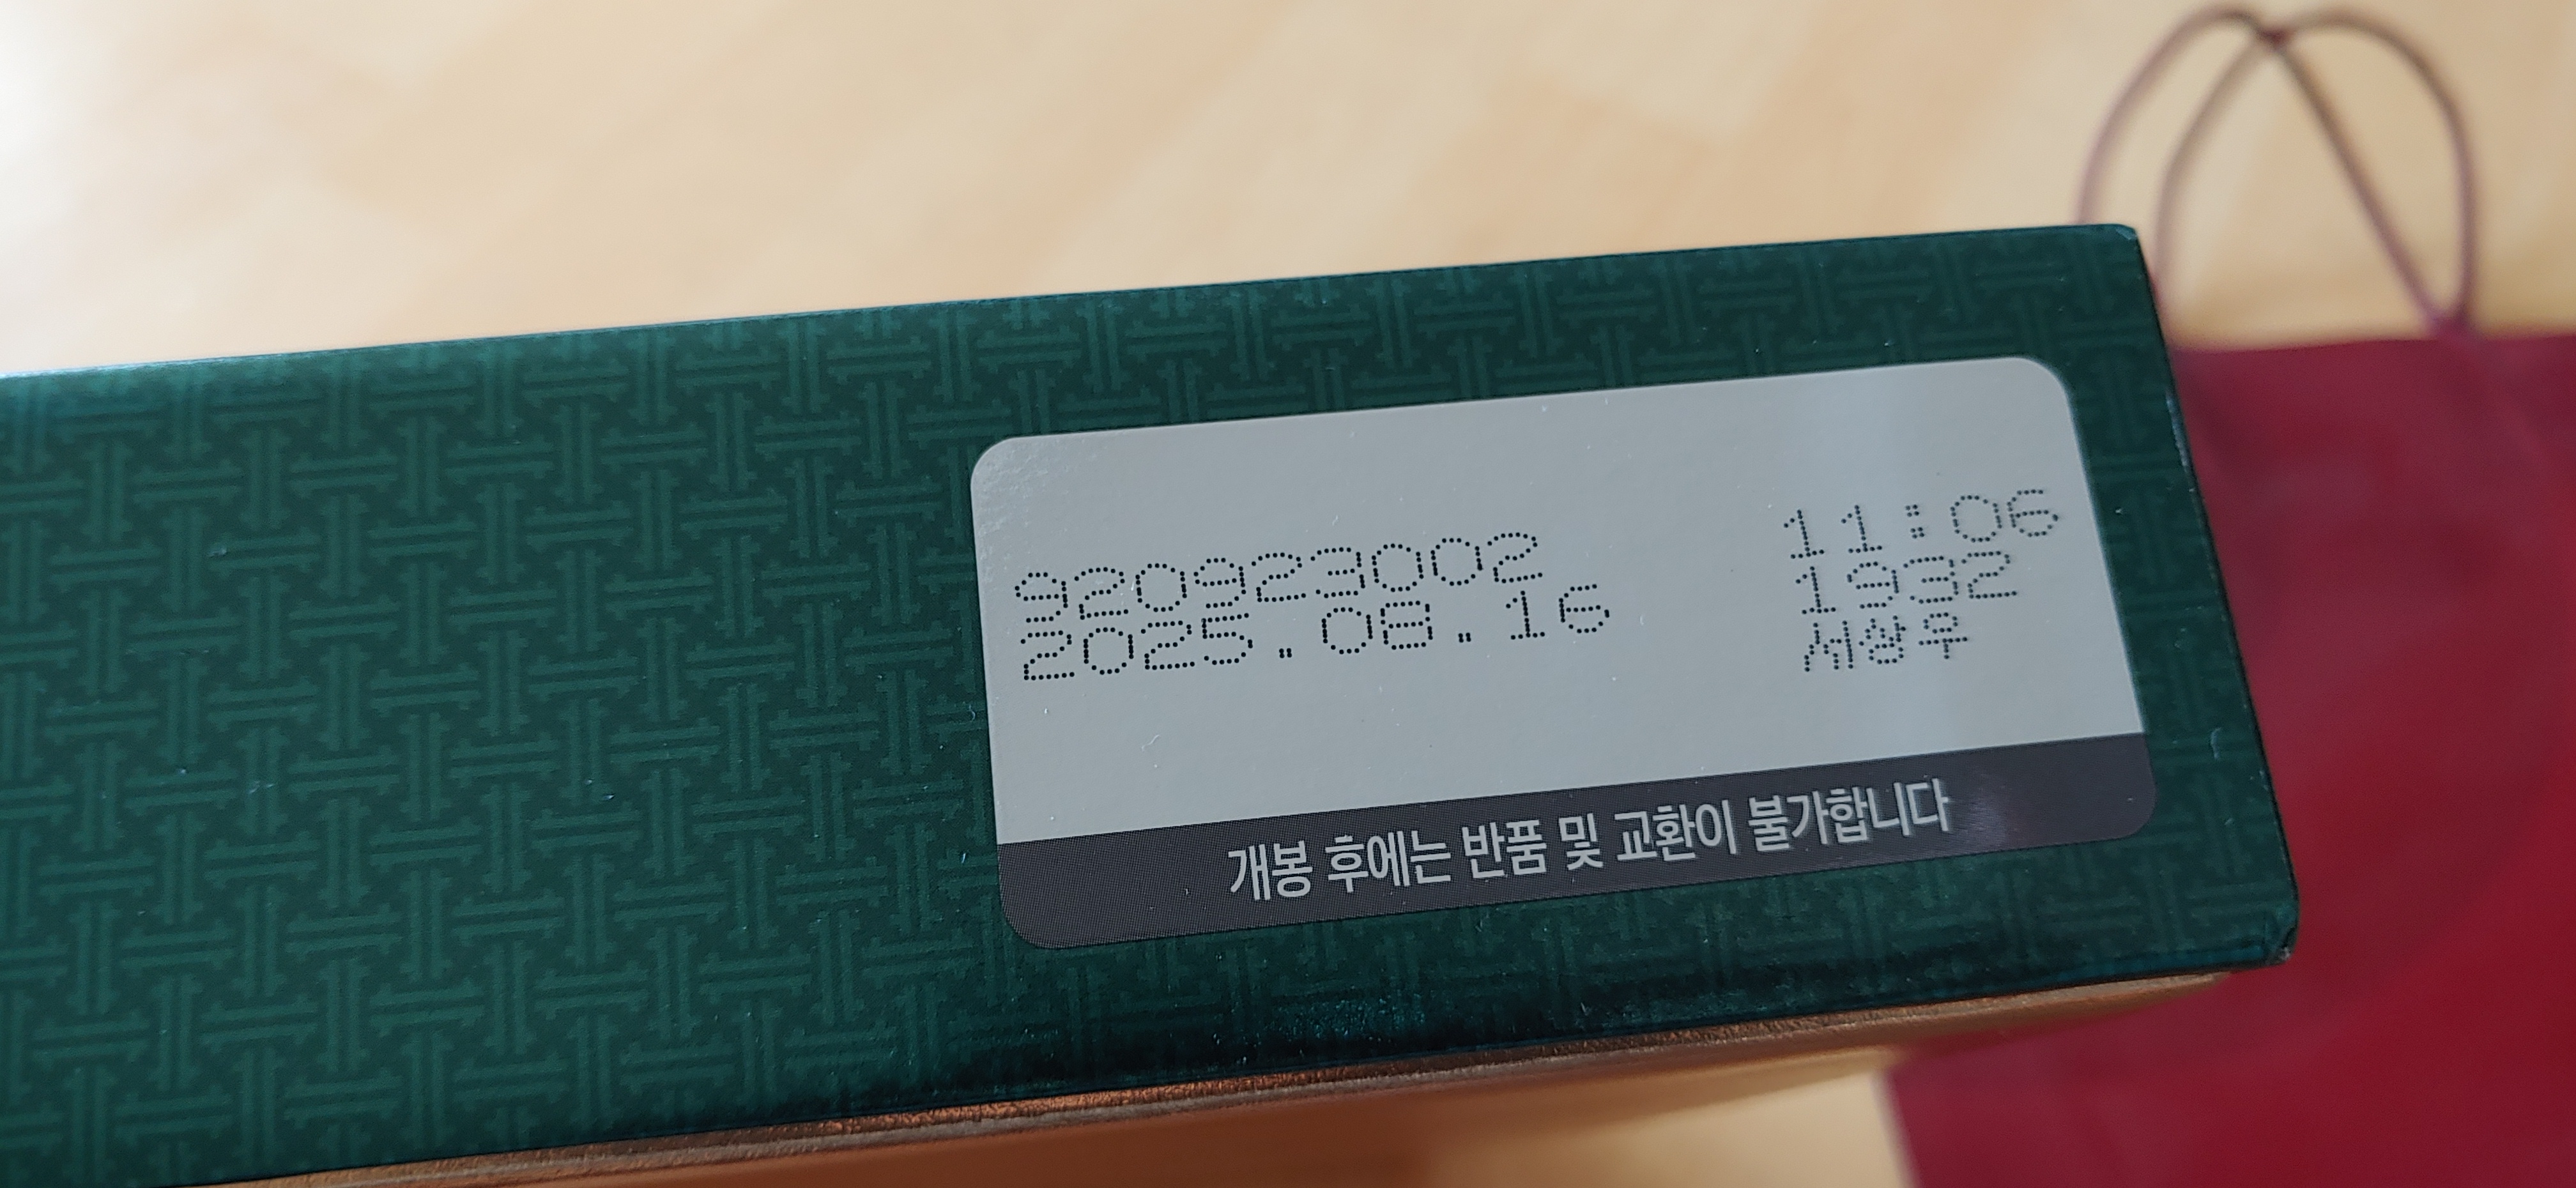 920923002
2025.08.16
11:06
1932
서상우
개봉 후에는 반품 및 교환이 불가합니다